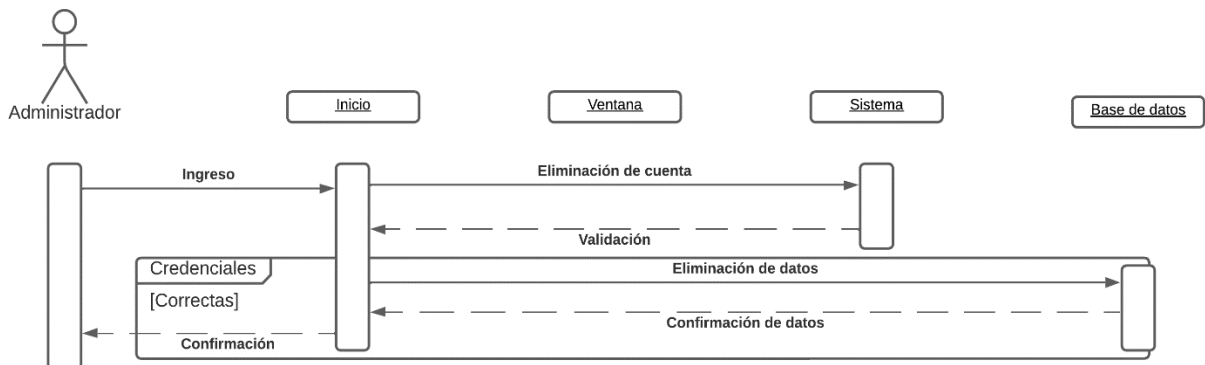 Administrador
Inicio
Ventana
Sistema
Base de datos
Ingreso
Eliminación de cuenta
Validación
Credenciales
Eliminación de datos
[Correctas]
Confirmación de datos
Confirmación